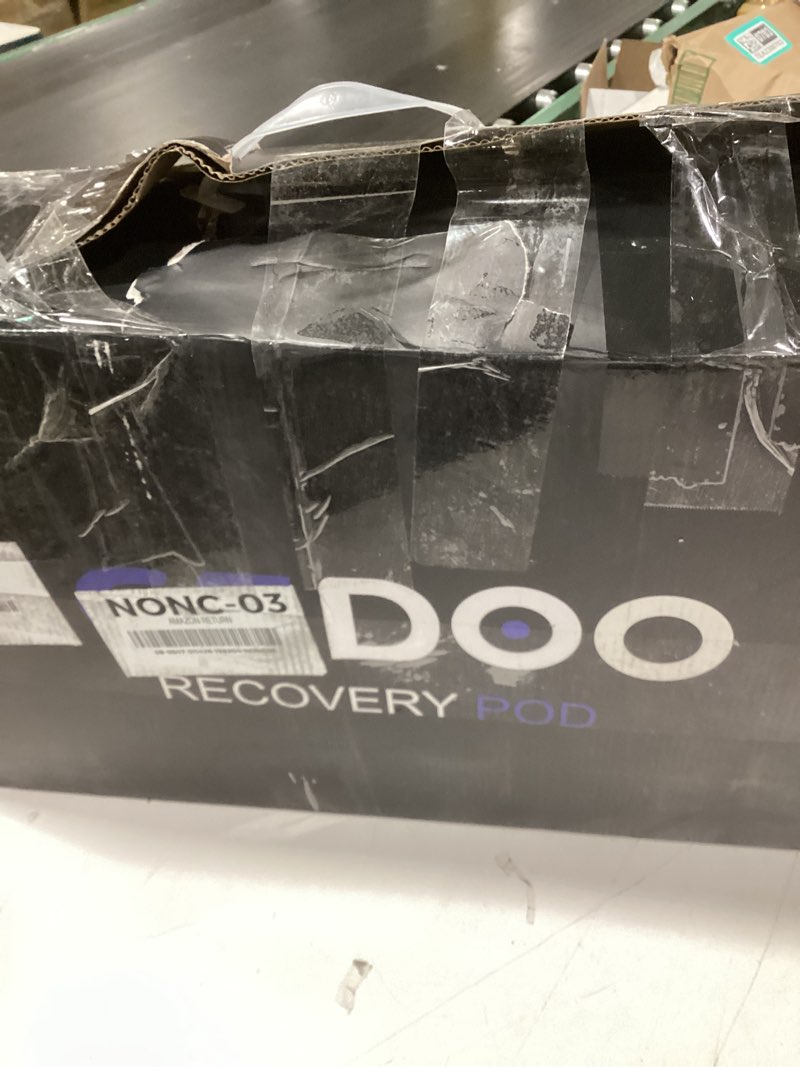 NONC-03
AMAZON RETURN
DOO
RECOVERY POD